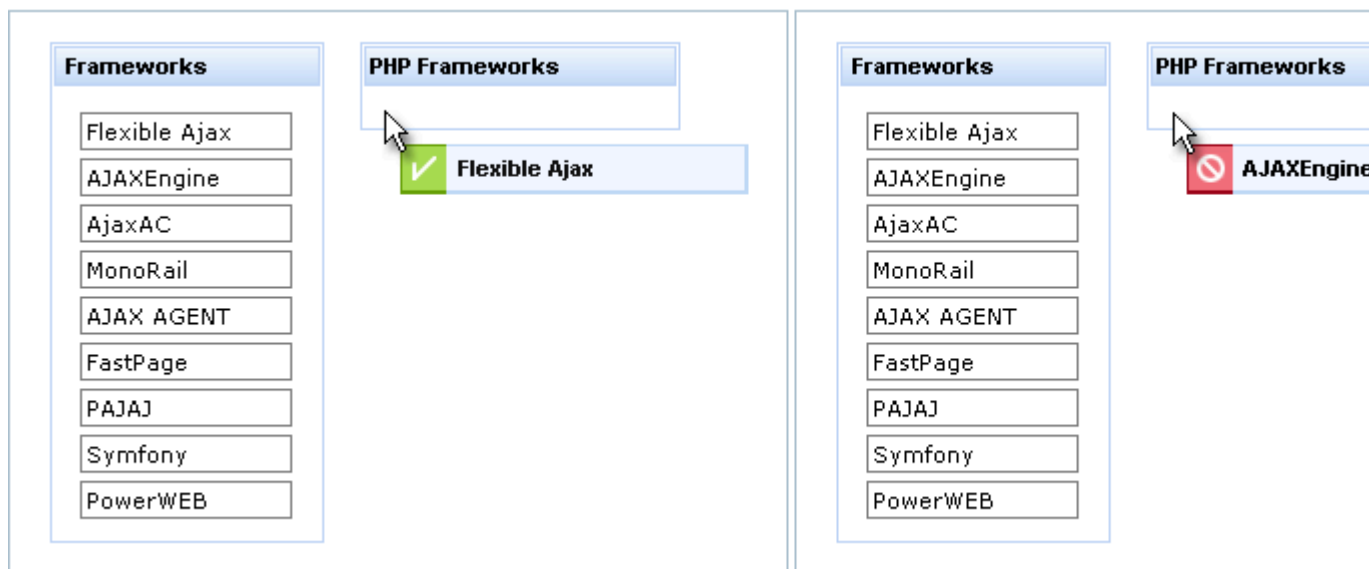 Frameworks
Flexible Ajax
AJAXEngine
AjaxAC
MonoRail
AJAX AGENT
FastPage
PAJAJ
Symfony
PowerWEB
PHP Frameworks
Flexible Ajax
Frameworks
Flexible Ajax
AJAXEngine
AjaxAC
MonoRail
AJAX AGENT
FastPage
PAJAJ
Symfony
PowerWEB
PHP Frameworks
AJAXEngine